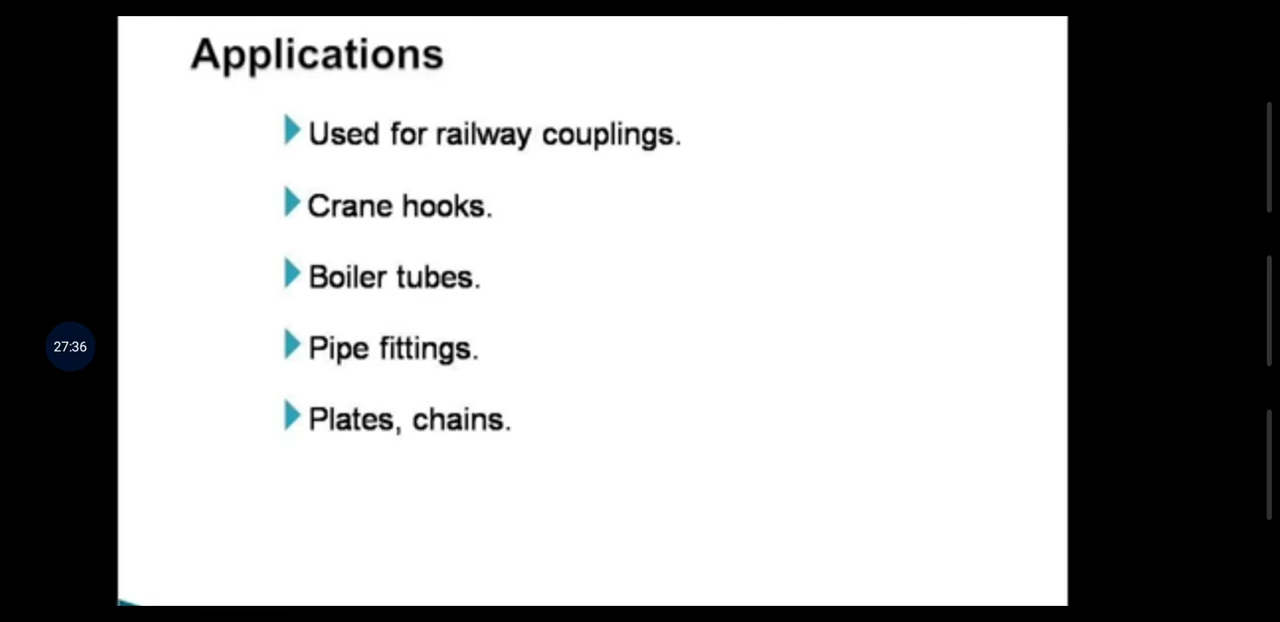 Applications
Used for railway couplings.
Crane hooks.
Boiler tubes.
27:36
Pipe fittings.
Plates, chains.